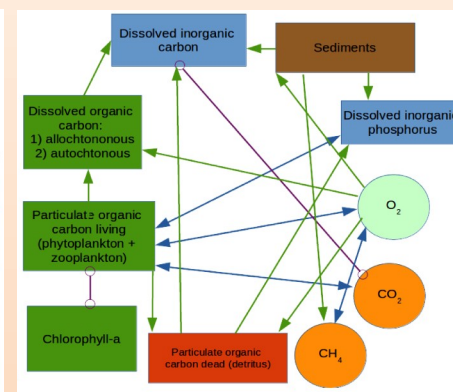 Dissolved inorganic
carbon
Sediments
Dissolved organic
carbon:
1) allochtononous
2) autochtonous
Dissolved inorganic
phosphorus
O2
Particulate organic
carbon living
(phytoplankton +
zooplankton)
CO2
Chlorophyll-a
Particulate organic
carbon dead (detritus)
CH4